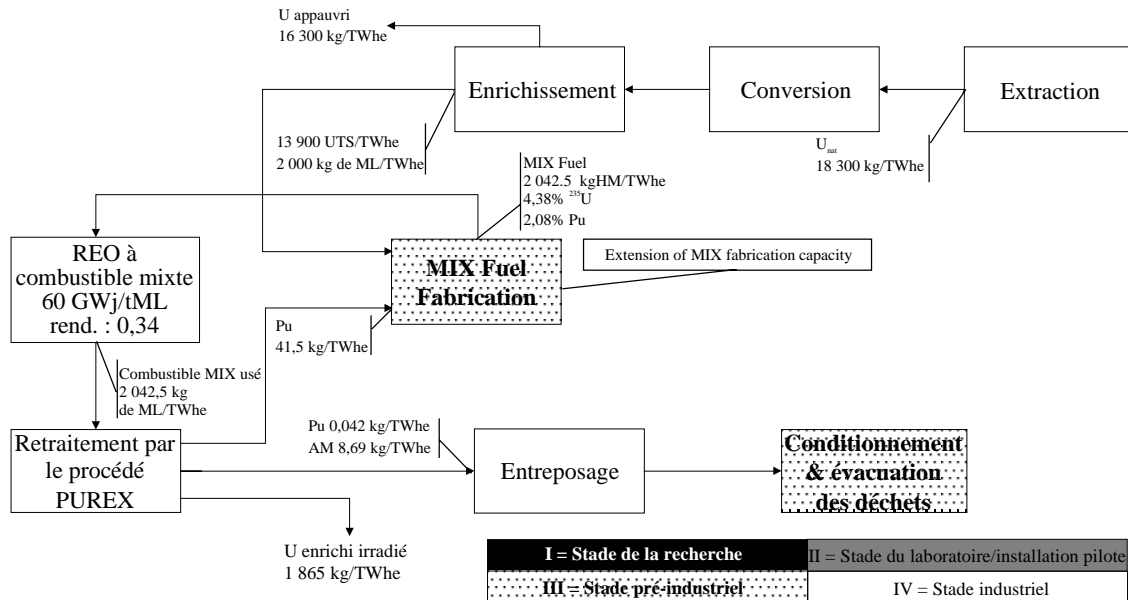 U appauvri
16 300 kg/TWhe
Enrichissement
Conversion
Extraction
13 900 UTS/TWhe
2 000 kg de ML/TWhe
U nat
18 300 kg/TWhe
MIX Fuel
2 042.5 kgHM/TWhe
4,38% ²³⁵U
2,08% Pu
REO à
combustible mixte
60 GWj/tML
rend. : 0,34
MIX Fuel
Fabrication
Extension of MIX fabrication capacity
Pu
41,5 kg/TWhe
Combustible MIX usé
2 042,5 kg
de ML/TWhe
Retraitement par
le procédé
PUREX
Pu 0,042 kg/TWhe
AM 8,69 kg/TWhe
Entreposage
Conditionnement
& évacuation
des déchets
U enrichi irradié
1 865 kg/TWhe
I = Stade de la recherche
II = Stade du laboratoire/installation pilote
III = Stade pré-industriel
IV = Stade industriel